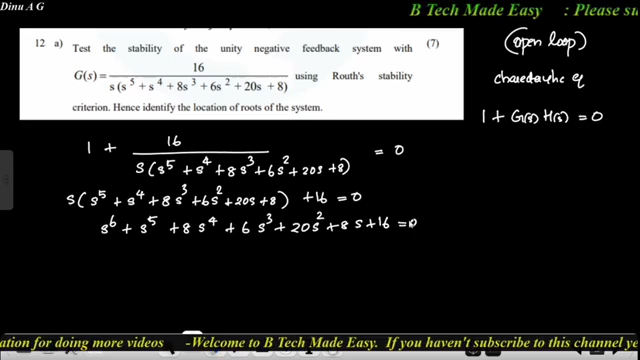 Dinu A G
B Tech Made Easy : Please su
12 a) Test the stability of the unity negative feedback system with (7)
G(s) = 16 / s(s^5 + s^4 + 8s^3 + 6s^2 + 20s + 8) using Routh's stability
criterion. Hence identify the location of roots of the system.
(open loop)
1 + G(s) H(s) = 0
1 + 16 / s(s^5 + s^4 + 8s^3 + 6s^2 + 20s + 8) = 0
s(s^5 + s^4 + 8s^3 + 6s^2 + 20s + 8) + 16 = 0
s^6 + s^5 + 8s^4 + 6s^3 + 20s^2 + 8s + 16 = 0
ation for doing more videos -Welcome to B Tech Made Easy. If you haven't subscribe to this channel ye